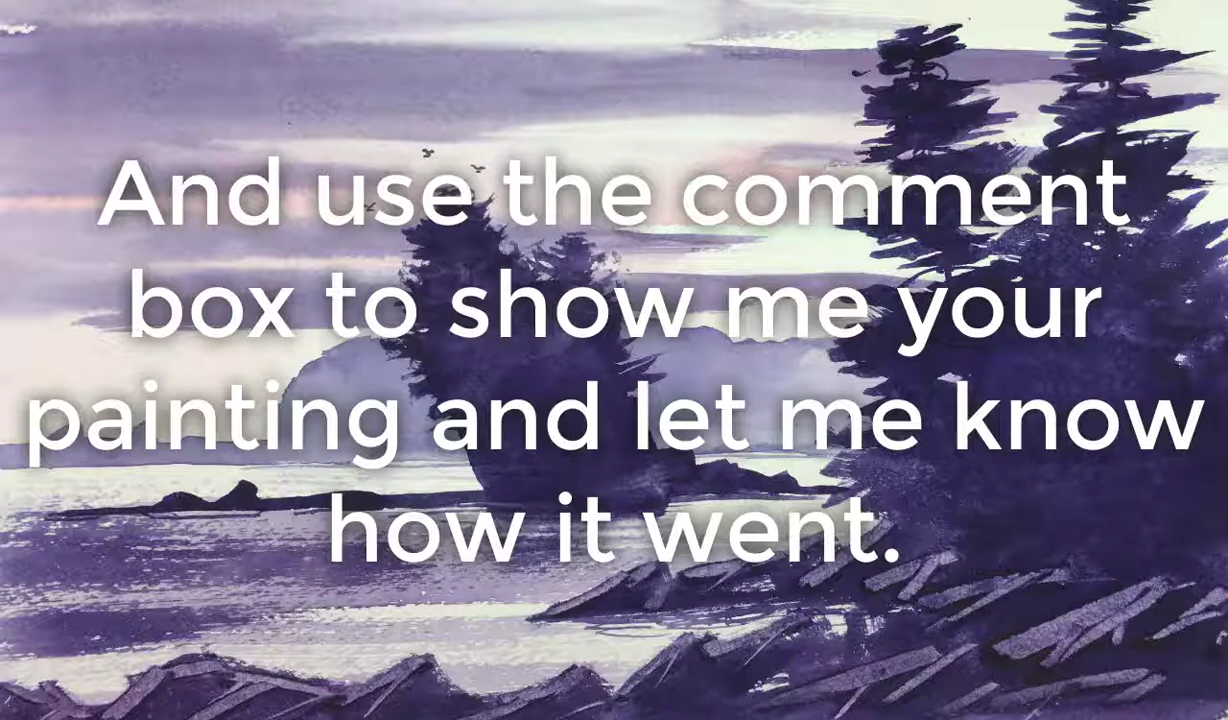 And use the comment
box to show me your
painting and let me know
how it went.